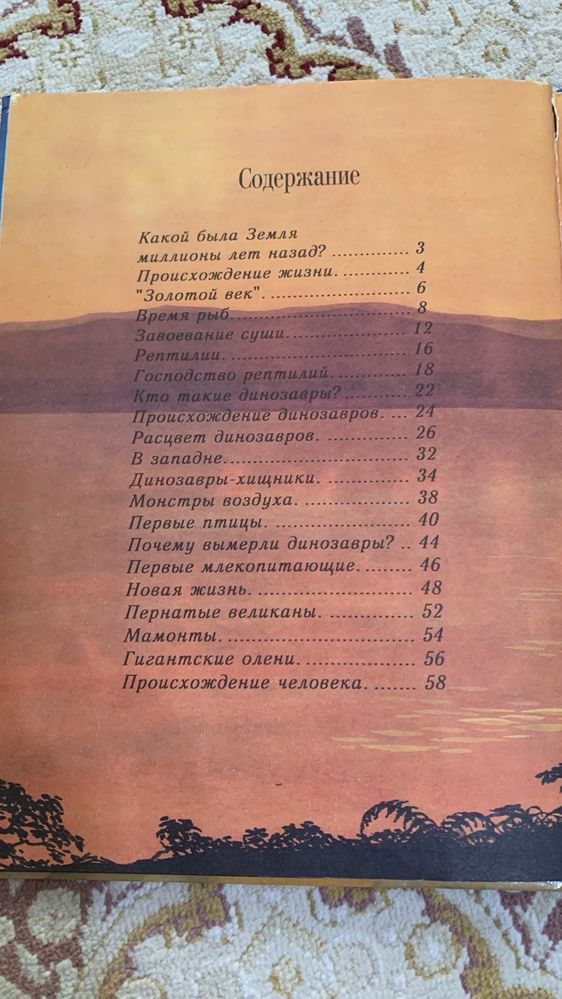 Содержание
Какой была Земля
миллионы лет назад? ............. 3
Происхождение жизни. ........... 4
"Золотой век". ...................... 6
Время рыб. ........................... 8
Завоевание суши. .................. 12
Рептилии. ............................ 16
Господство рептилий. ............ 18
Кто такие динозавры? ........... 22
Происхождение динозавров. .... 24
Расцвет динозавров. .............. 26
В западне. ............................ 32
Динозавры-хищники. ............. 34
Монстры воздуха. ................. 38
Первые птицы. ..................... 40
Почему вымерли динозавры? .. 44
Первые млекопитающие. ........ 46
Новая жизнь. ........................ 48
Пернатые великаны. .............. 52
Мамонты. ............................. 54
Гигантские олени. ................. 56
Происхождение человека. ....... 58